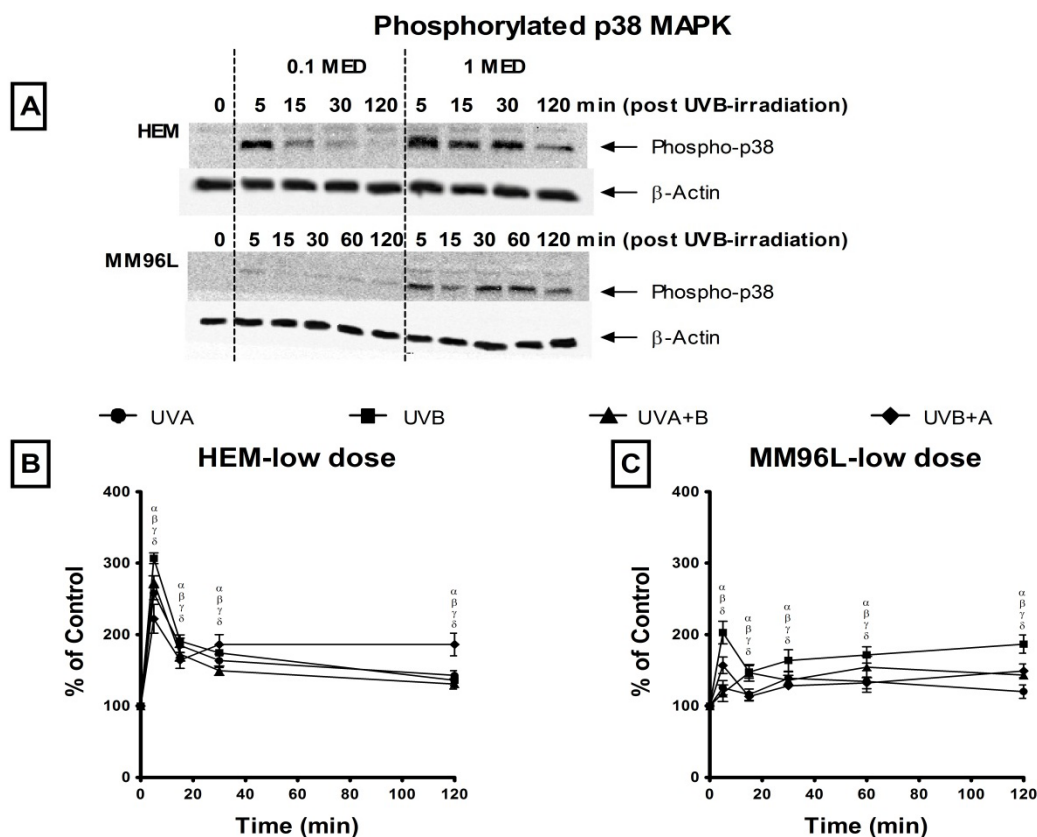 Phosphorylated p38 MAPK
A
0.1 MED 1 MED
0 5 15 30 120 5 15 30 120 min (post UVB-irradiation)
HEM
Phospho-p38
β-Actin
0 5 15 30 60 120 5 15 30 60 120 min (post UVB-irradiation)
MM96L
Phospho-p38
β-Actin
UVA UVB UVA+B UVB+A
B
HEM-low dose
% of Control
400
300
200
100
0
α
β
γ
δ
α
β
γ
δ
α
β
γ
δ
α
β
γ
δ
0 20 40 60 80 100 120
Time (min)
C
MM96L-low dose
% of Control
400
300
200
100
0
α
β
δ
α
β
γ
δ
α
β
γ
δ
α
β
γ
δ
α
β
γ
δ
0 20 40 60 80 100 120
Time (min)